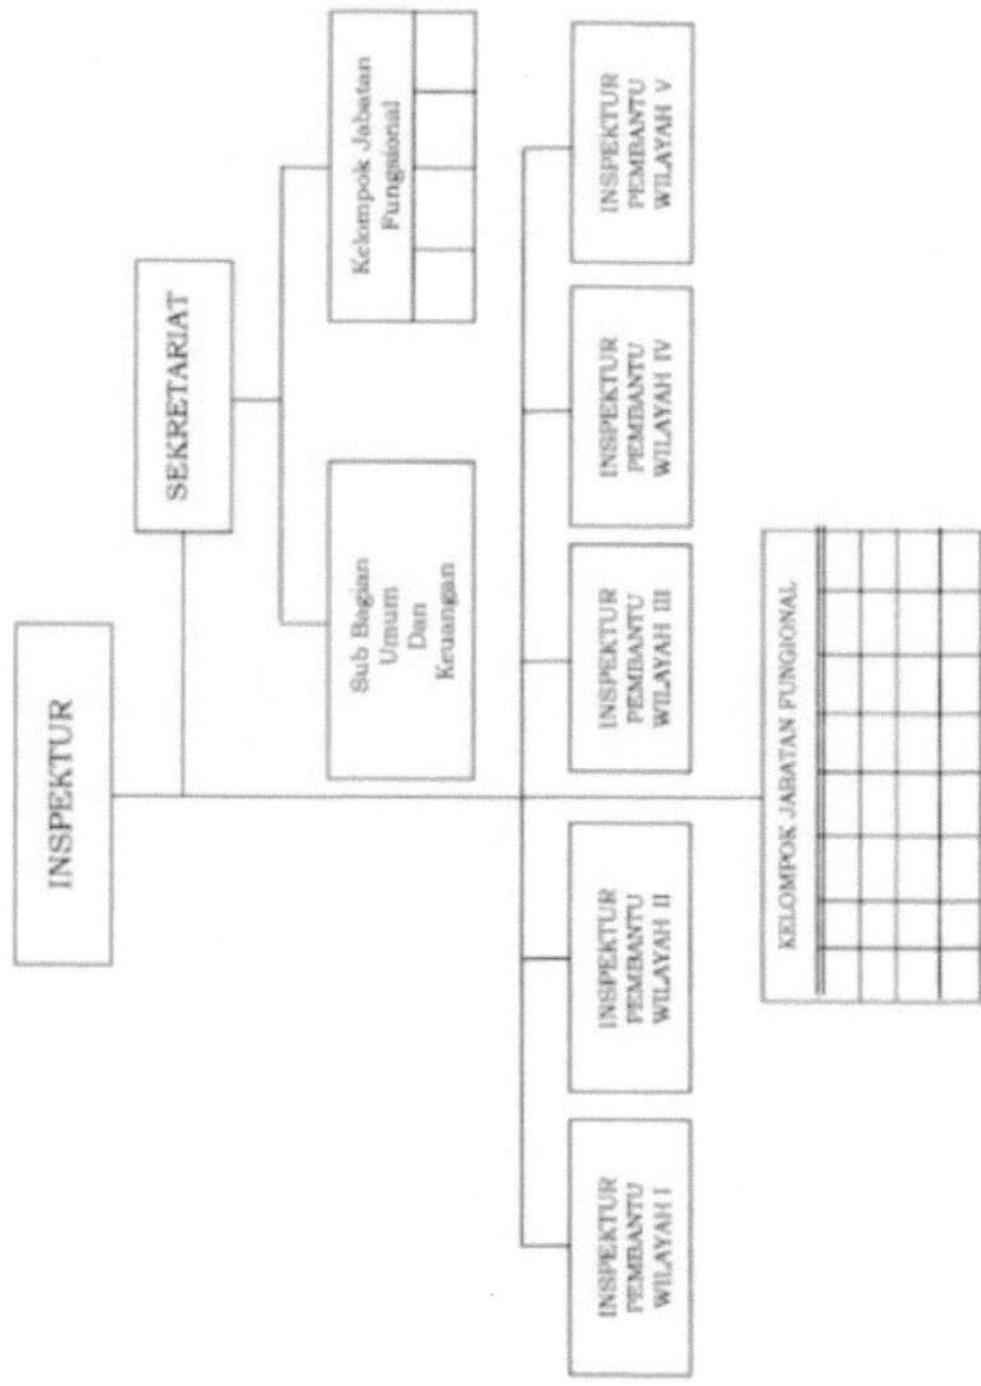 INSPEKTUR
SEKRETARIAT
Sub Bagian
Umum
Dan
Keuangan
Kelompok Jabatan
Fungsional
INSPEKTUR
PEMBANTU
WILAYAH I
INSPEKTUR
PEMBANTU
WILAYAH II
INSPEKTUR
PEMBANTU
WILAYAH III
INSPEKTUR
PEMBANTU
WILAYAH IV
INSPEKTUR
PEMBANTU
WILAYAH V
KELOMPOK JABATAN FUNGIONAL